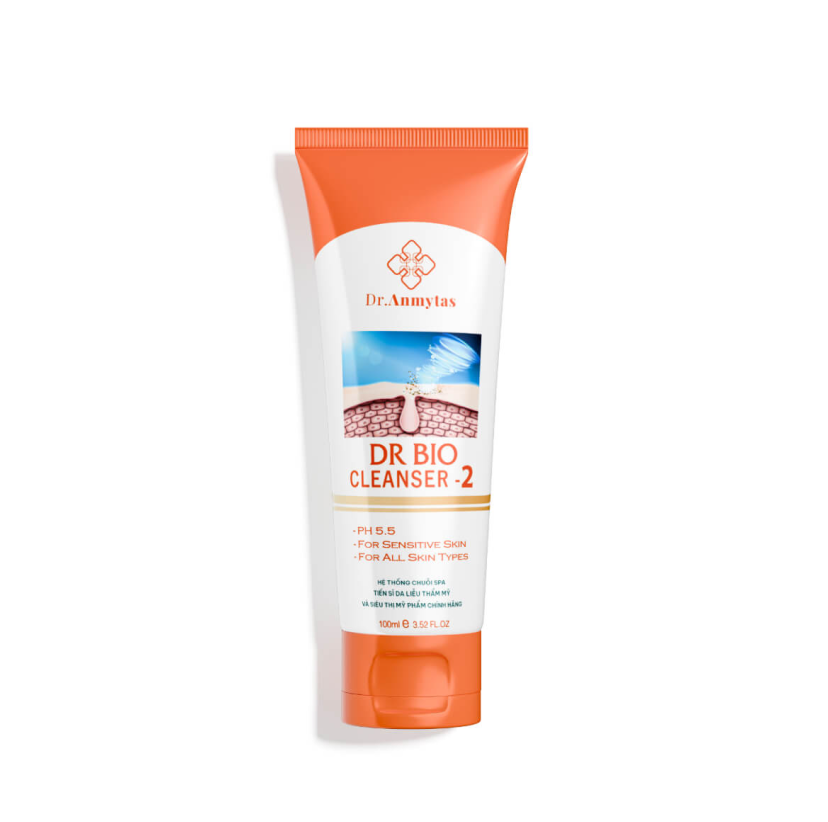 Dr.Anmytas
DR BIO
CLEANSER -2
-PH 5.5
-FOR SENSITIVE SKIN
-FOR ALL SKIN TYPES
HỆ THỐNG CHUỖI SPA
TIẾN SĨ DA LIỄU THẨM MỸ
VÀ SIÊU THỊ MỸ PHẨM CHÍNH HÃNG
100ml e 3.52 FL.OZ